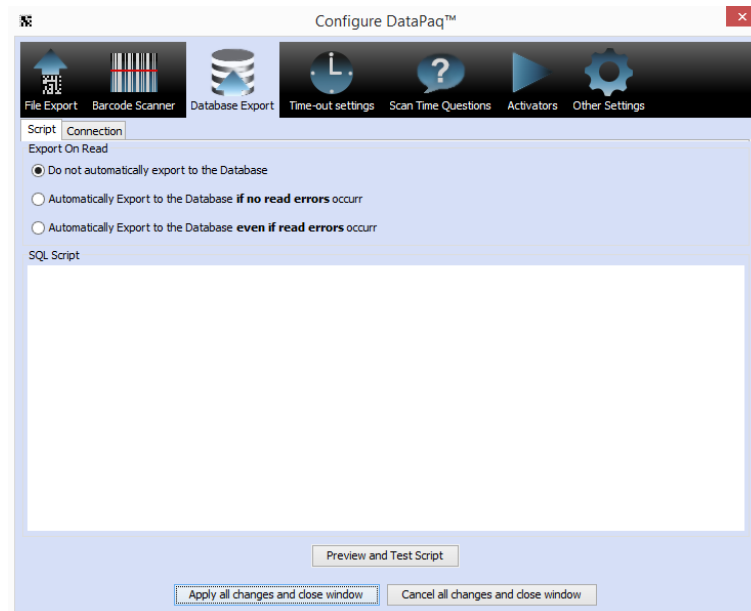 Configure DataPaq™
File Export Barcode Scanner Database Export Time-out settings Scan Time Questions Activators Other Settings
Script Connection
Export On Read
Do not automatically export to the Database
Automatically Export to the Database if no read errors occurr
Automatically Export to the Database even if read errors occurr
SQL Script
Preview and Test Script
Apply all changes and close window Cancel all changes and close window